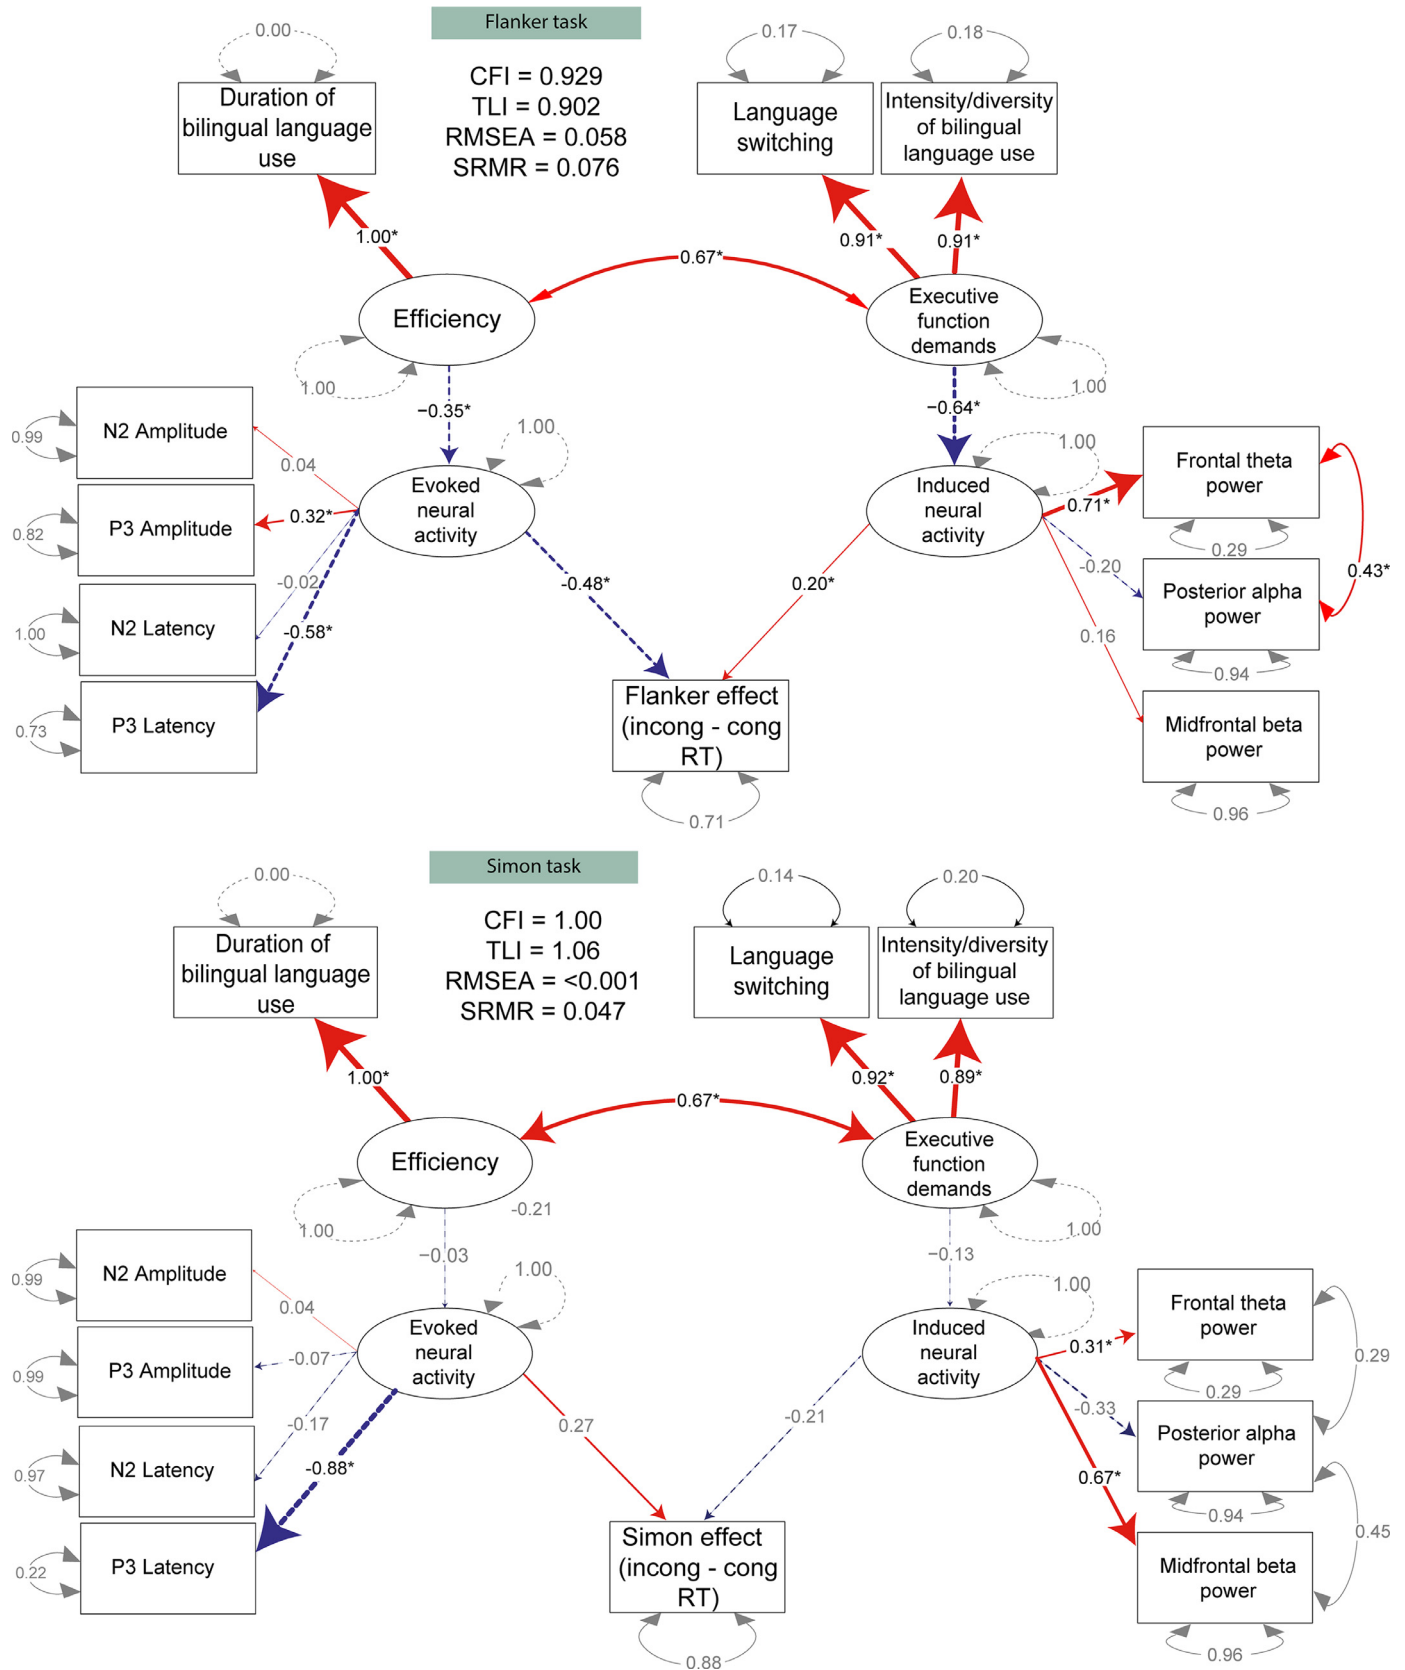 Flanker task
0.00
0.17
0.18
CFI = 0.929
TLI = 0.902
RMSEA = 0.058
SRMR = 0.076
Duration of
bilingual language
use
Language
switching
Intensity/diversity
of bilingual
language use
1.00*
0.91*
0.91*
0.67*
Efficiency
Executive
function
demands
1.00
1.00
−0.35*
−0.64*
N2 Amplitude
0.99
0.04
P3 Amplitude
0.82
0.32*
N2 Latency
1.00
-0.02
P3 Latency
0.73
-0.58*
Evoked
neural
activity
1.00
Induced
neural
activity
1.00
Frontal theta
power
0.71*
0.29
0.43*
Posterior alpha
power
-0.20
0.94
Midfrontal beta
power
0.16
0.96
-0.48*
0.20*
Flanker effect
(incong - cong
RT)
0.71
Simon task
0.00
0.14
0.20
CFI = 1.00
TLI = 1.06
RMSEA = <0.001
SRMR = 0.047
Duration of
bilingual language
use
Language
switching
Intensity/diversity
of bilingual
language use
1.00*
0.92*
0.89*
0.67*
Efficiency
Executive
function
demands
1.00
-0.21
1.00
−0.03
−0.13
N2 Amplitude
0.99
0.04
P3 Amplitude
0.99
-0.07
N2 Latency
0.97
-0.17
P3 Latency
0.22
-0.88*
Evoked
neural
activity
1.00
Induced
neural
activity
1.00
Frontal theta
power
0.31*
0.29
0.29
Posterior alpha
power
-0.33
0.94
0.45
Midfrontal beta
power
0.67*
0.96
0.27
-0.21
Simon effect
(incong - cong
RT)
0.88